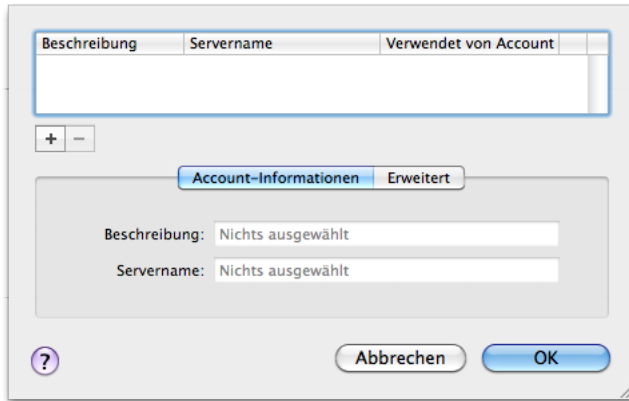 Beschreibung Servername Verwendet von Account
+ −
Account-Informationen Erweitert
Beschreibung: Nichts ausgewählt
Servername: Nichts ausgewählt
? Abbrechen OK